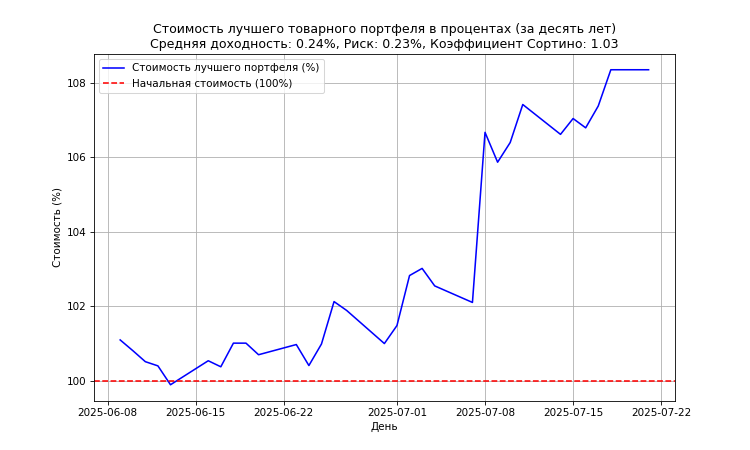 Стоимость лучшего товарного портфеля в процентах (за десять лет)
Средняя доходность: 0.24%, Риск: 0.23%, Коэффициент Сортино: 1.03
Стоимость лучшего портфеля (%)
Начальная стоимость (100%)
Стоимость (%)
108
106
104
102
100
2025-06-08
2025-06-15
2025-06-22
2025-07-01
2025-07-08
2025-07-15
2025-07-22
День